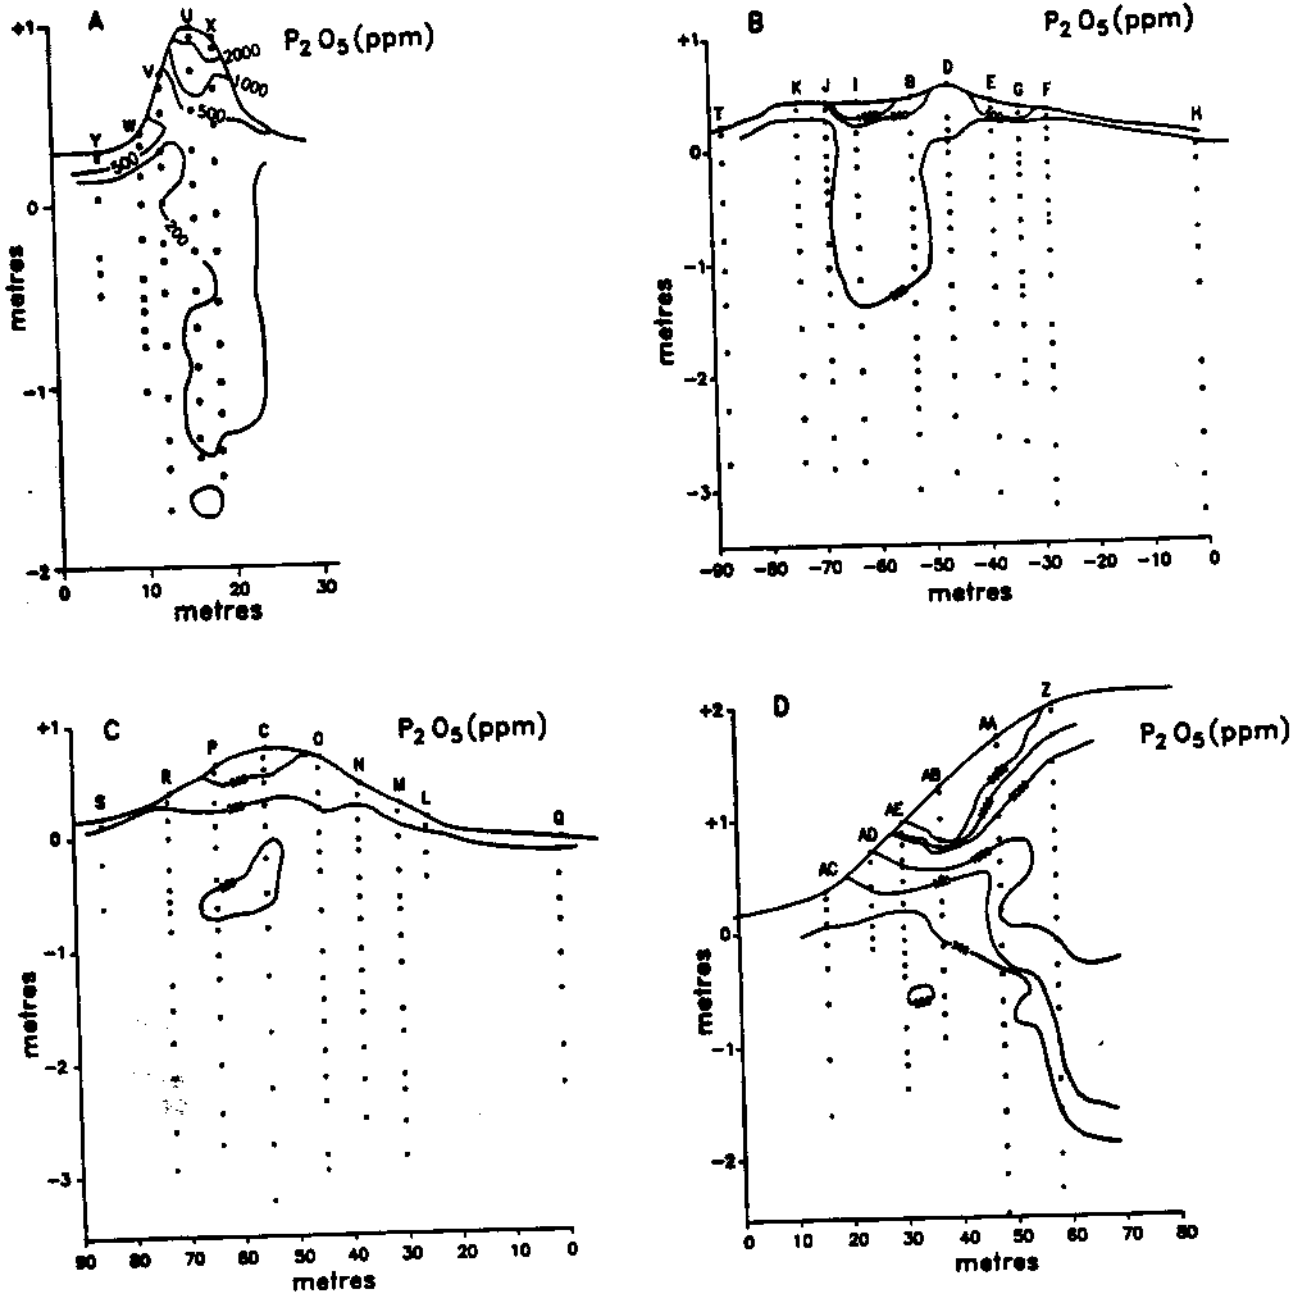 A
P2O5(ppm)
+1
0
-1
-2
metres
U
X
V
W
Y
2000
1000
500
500
200
0
10
20
30
metres
B
P2O5(ppm)
+1
0
-1
-2
-3
metres
T
K
J
I
B
D
E
G
F
H
-90
-80
-70
-60
-50
-40
-30
-20
-10
0
metres
C
P2O5(ppm)
+1
0
-1
-2
-3
metres
S
R
P
C
O
N
M
L
Q
90
80
70
60
50
40
30
20
10
0
metres
D
P2O5(ppm)
+2
+1
0
-1
-2
metres
AC
AD
AE
AB
AA
Z
0
10
20
30
40
50
60
70
80
metres